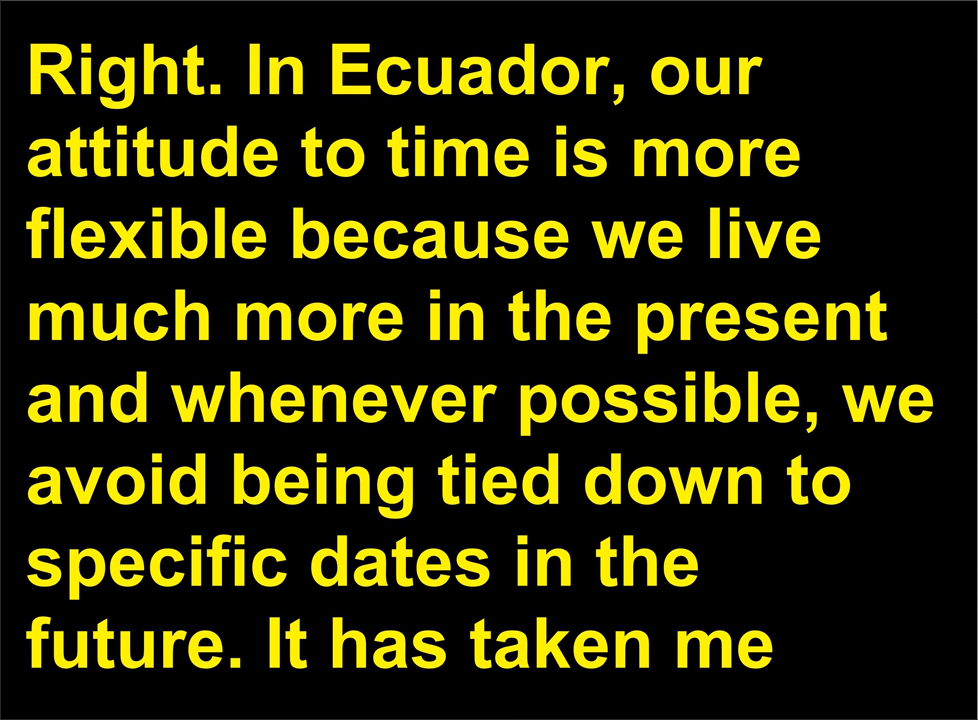 Right. In Ecuador, our
attitude to time is more
flexible because we live
much more in the present
and whenever possible, we
avoid being tied down to
specific dates in the
future. It has taken me